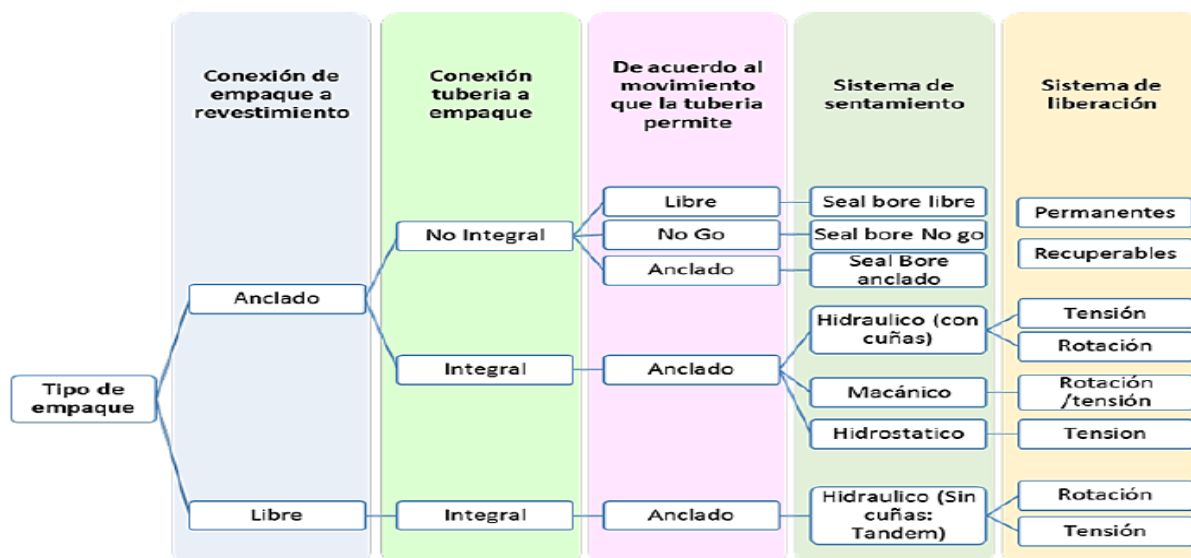 Conexión de
empaque a
revestimiento
Conexión
tuberia a
empaque
De acuerdo al
movimiento
que la tuberia
permite
Sistema de
sentamiento
Sistema de
liberación
Tipo de
empaque
Anclado
Libre
No Integral
Integral
Integral
Libre
No Go
Anclado
Anclado
Anclado
Seal bore libre
Seal bore No go
Seal Bore
anclado
Hidraulico (con
cuñas)
Macánico
Hidrostatico
Hidraulico (Sin
cuñas:
Tandem)
Permanentes
Recuperables
Tensión
Rotación
Rotación
/tensión
Tension
Rotación
Tensión